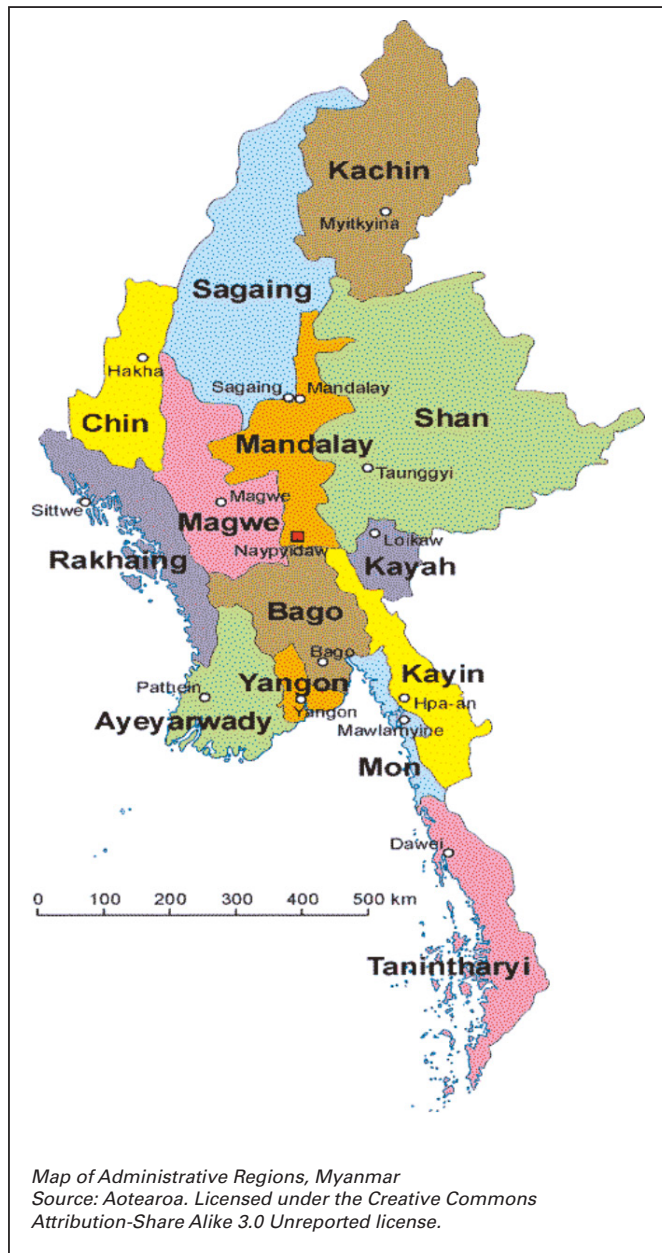 Kachin
Myitkyina
Sagaing
Hakha
Sagaing
Mandalay
Chin
Mandalay
Shan
Taunggyi
Sittwe
Magwe
Magwe
Naypyidaw
Loikaw
Rakhaing
Kayah
Bago
Bago
Kayin
Pathein
Yangon
Hpa-an
Yangon
Ayeyarwady
Mawlamyine
Mon
Dawei
0 100 200 300 400 500 km
Tanintharyi
Map of Administrative Regions, Myanmar
Source: Aotearoa. Licensed under the Creative Commons
Attribution-Share Alike 3.0 Unreported license.